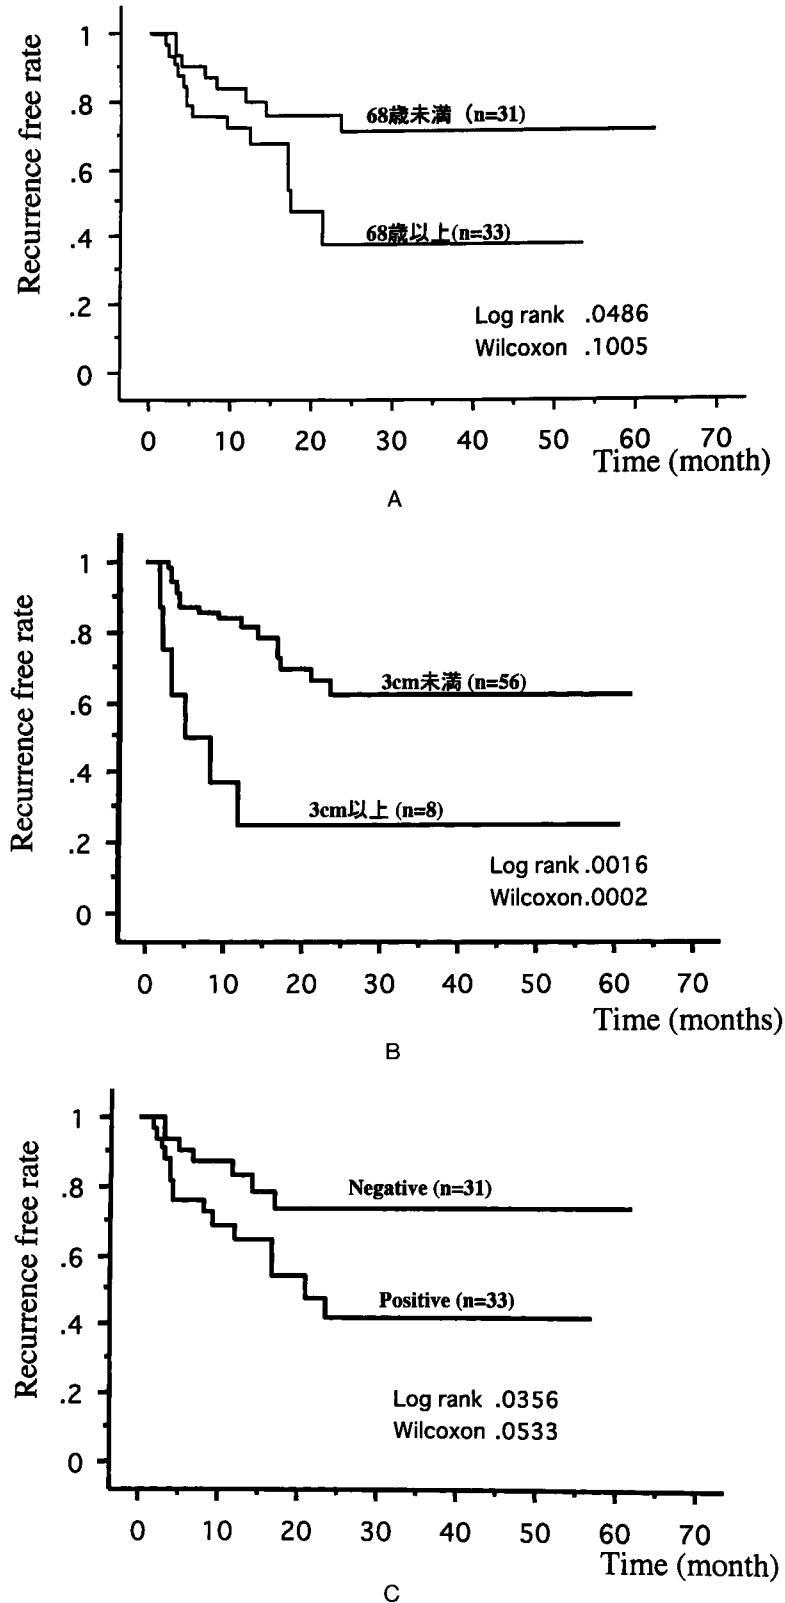 Recurrence free rate
1
.8
.6
.4
.2
0
68歳未満 (n=31)
68歳以上(n=33)
Log rank .0486
Wilcoxon .1005
0 10 20 30 40 50 60 70
Time (month)
A
Recurrence free rate
1
.8
.6
.4
.2
0
3cm未満 (n=56)
3cm以上 (n=8)
Log rank .0016
Wilcoxon .0002
0 10 20 30 40 50 60 70
Time (months)
B
Recurrence free rate
1
.8
.6
.4
.2
0
Negative (n=31)
Positive (n=33)
Log rank .0356
Wilcoxon .0533
0 10 20 30 40 50 60 70
Time (month)
C